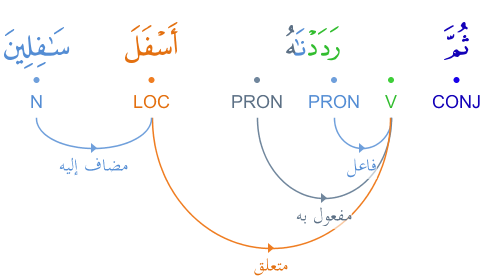 ثُمَّ رَدَدْنَٰهُ أَسْفَلَ سَٰفِلِينَ
CONJ V PRON PRON LOC N
فاعل
مضاف إليه
مفعول به
متعلق